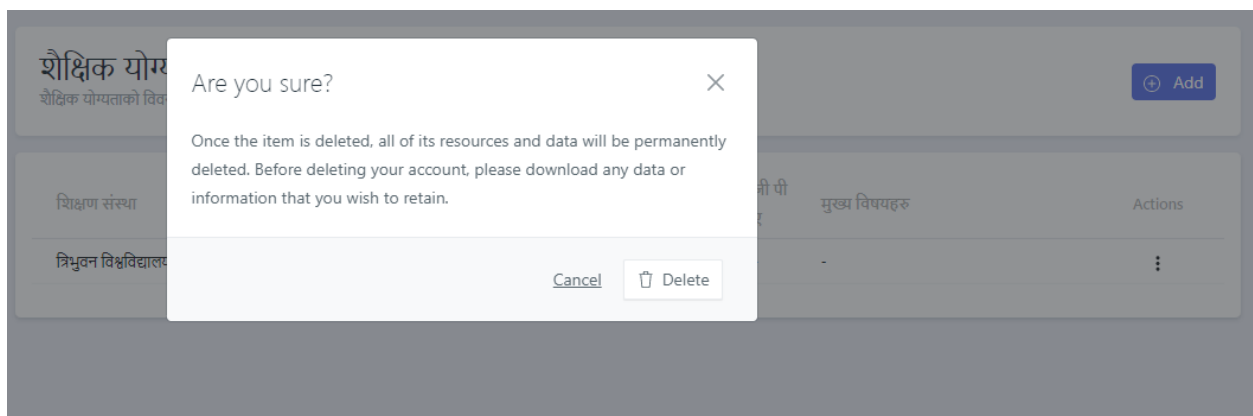 शैक्षिक
Add
Are you sure?
Once the item is deleted, all of its resources and data will be permanently
deleted. Before deleting your account, please download any data or
information that you wish to retain.
Cancel
Delete
शैक्षिक योग्यताको
शिक्षण संस्था
जी पी
मुख्य विषयहरु
Actions
त्रिभुवन विश्वविद्यालय
-